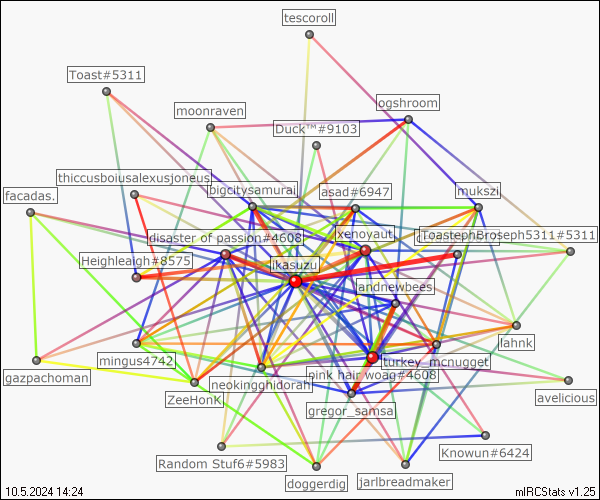 tescoroll
Toast#5311
ogshroom
moonraven
Duck™#9103
thiccusboiusalexusjoneus
bigcitysamurai
asad#6947
mukszi
facadas.
xenoyaut
disaster of passion#4608
ToastephBroseph5311#5311
Heighleaigh#8575
ikasuzu
andnewbees
lahnk
mingus4742
turkey_mcnugget
gazpachoman
pink hair woag#4608
neokingghidorah
ZeeHonK
avelicious
gregor_samsa
Knowun#6424
Random Stuf6#5983
doggerdig
jarlbreadmaker
10.5.2024 14:24
mIRCStats v1.25